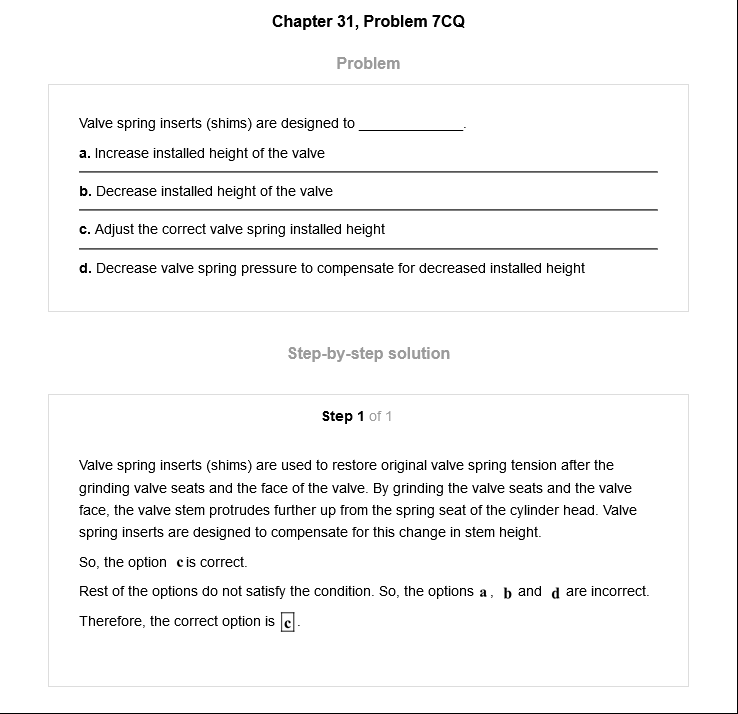 Chapter 31, Problem 7CQ
Problem
Valve spring inserts (shims) are designed to ______________.
a. Increase installed height of the valve
b. Decrease installed height of the valve
c. Adjust the correct valve spring installed height
d. Decrease valve spring pressure to compensate for decreased installed height
Step-by-step solution
Step 1 of 1
Valve spring inserts (shims) are used to restore original valve spring tension after the
grinding valve seats and the face of the valve. By grinding the valve seats and the valve
face, the valve stem protrudes further up from the spring seat of the cylinder head. Valve
spring inserts are designed to compensate for this change in stem height.
So, the option c is correct.
Rest of the options do not satisfy the condition. So, the options a, b and d are incorrect.
Therefore, the correct option is c.